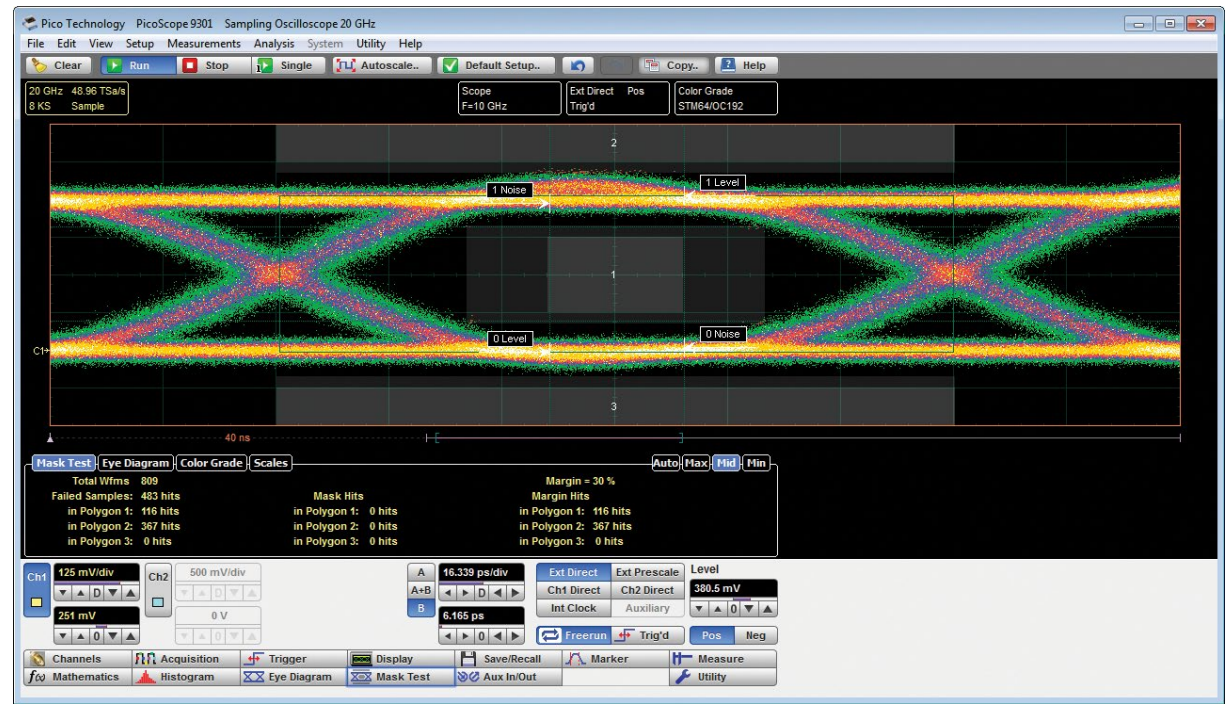 Pico Technology PicoScope 9301 Sampling Oscilloscope 20 GHz
File Edit View Setup Measurements Analysis System Utility Help
Clear Run Stop Single Autoscale.. Default Setup.. Copy.. Help
20 GHz 48.96 TSa/s Scope Ext Direct Pos Color Grade
8 KS Sample F=10 GHz Trig'd STM64/OC192
2
1 Noise 1 Level
1
0 Level 0 Noise
C1
3
40 ns
Mask Test Eye Diagram Color Grade Scales Auto Max Mid Min
Total Wfms 809 Margin = 30 %
Failed Samples: 483 hits Mask Hits Margin Hits
in Polygon 1: 116 hits in Polygon 1: 0 hits in Polygon 1: 116 hits
in Polygon 2: 367 hits in Polygon 2: 0 hits in Polygon 2: 367 hits
in Polygon 3: 0 hits in Polygon 3: 0 hits in Polygon 3: 0 hits
Ch1 125 mV/div Ch2 500 mV/div A 16.339 ps/div Ext Direct Ext Prescale Level
D D A+B D Ch1 Direct Ch2 Direct 380.5 mV
251 mV 0 V B 6.165 ps Int Clock Auxiliary 0
0 0 0 Freerun Trig'd Pos Neg
Channels Acquisition Trigger Display Save/Recall Marker Measure
f(x) Mathematics Histogram Eye Diagram Mask Test Aux In/Out Utility